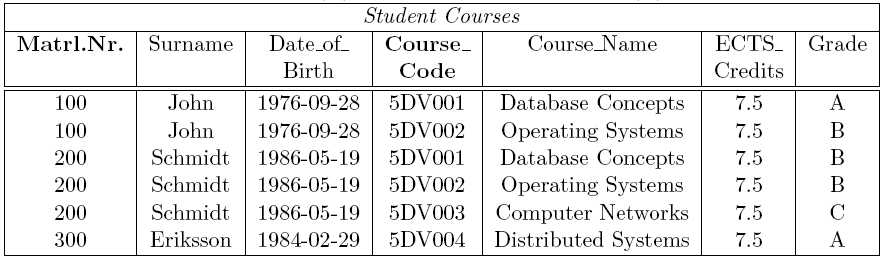 Student Courses
Matrl.Nr. Surname Date_of_ Course_ Course_Name ECTS_ Grade
Birth Code Credits
100 John 1976-09-28 5DV001 Database Concepts 7.5 A
100 John 1976-09-28 5DV002 Operating Systems 7.5 B
200 Schmidt 1986-05-19 5DV001 Database Concepts 7.5 B
200 Schmidt 1986-05-19 5DV002 Operating Systems 7.5 B
200 Schmidt 1986-05-19 5DV003 Computer Networks 7.5 C
300 Eriksson 1984-02-29 5DV004 Distributed Systems 7.5 A